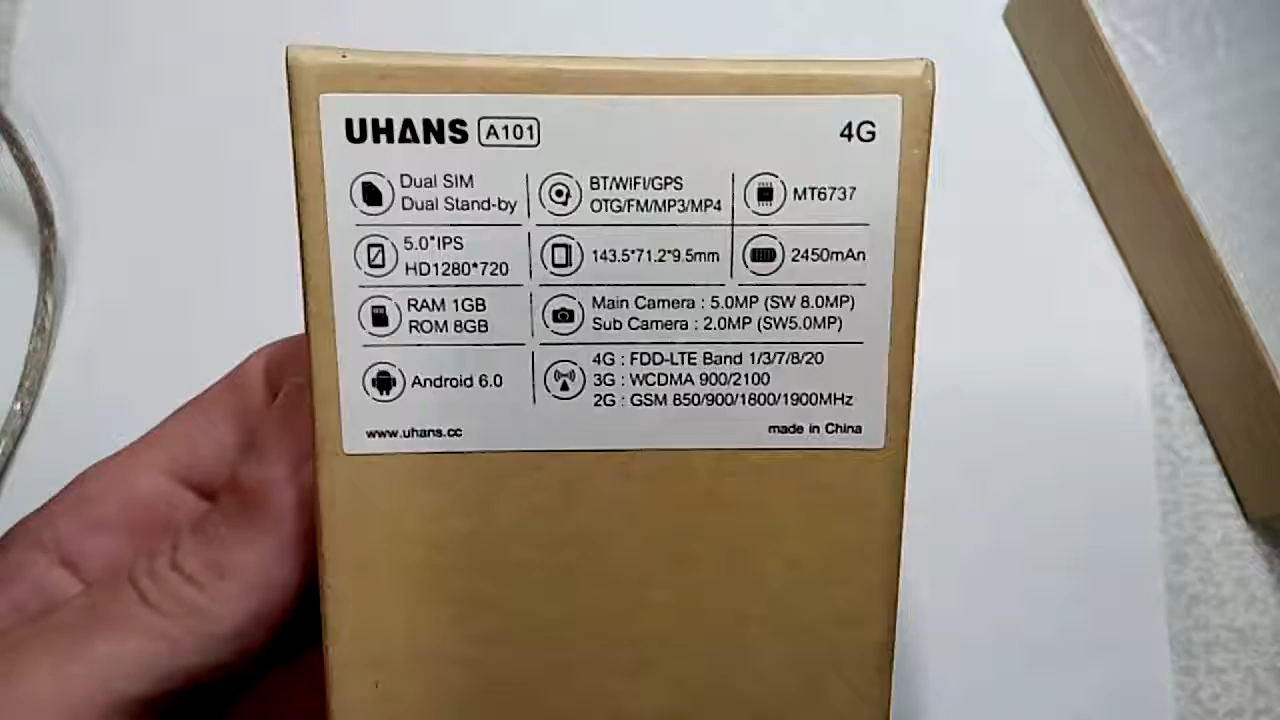 UHANS A101 4G
Dual SIM
Dual Stand-by
BT/WIFI/GPS
OTG/FM/MP3/MP4
MT6737
5.0"IPS
HD1280*720
143.5*71.2*9.5mm
2450mAh
RAM 1GB
ROM 8GB
Main Camera : 5.0MP (SW 8.0MP)
Sub Camera : 2.0MP (SW5.0MP)
Android 6.0
4G : FDD-LTE Band 1/3/7/8/20
3G : WCDMA 900/2100
2G : GSM 850/900/1800/1900MHz
www.uhans.cc
made in China